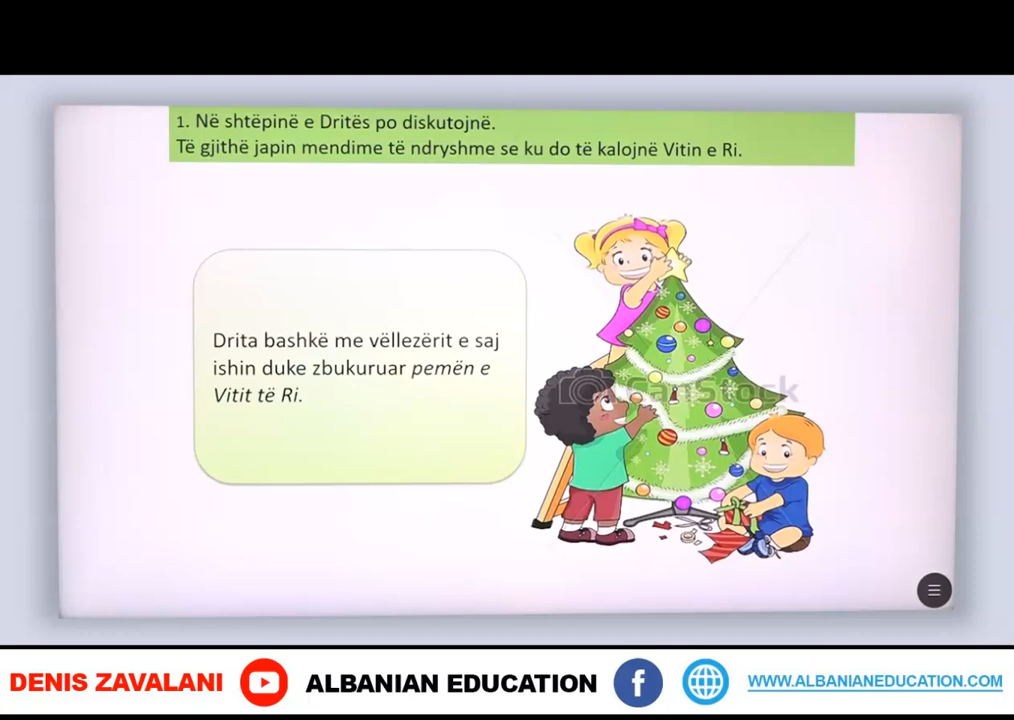 1. Në shtëpinë e Dritës po diskutojnë.
Të gjithë japin mendime të ndryshme se ku do të kalojnë Vitin e Ri.
Drita bashkë me vëllezërit e saj
ishin duke zbukuruar pemën e
Vitit të Ri.
CanStock
DENIS ZAVALANI
ALBANIAN EDUCATION
f
WWW.ALBANIANEDUCATION.COM